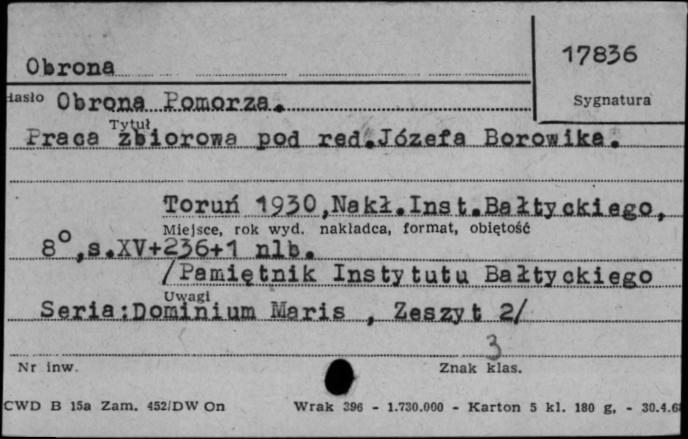 17836
Obrona
Hasło Obrona Pomorza.
Sygnatura
Tytuł
Praca zbiorowa pod red.Józefa Borowika.
Toruń 1930,Nakł.Inst.Bałtyckiego,
Miejsce, rok wyd. nakładca, format, objętość
8°,s.XV+236+1 nlb.
/Pamiętnik Instytutu Bałtyckiego
Uwagi
Seria:Dominium Maris , Zeszyt 2/
3
Nr inw.
Znak klas.
CWD B 15a Zam. 452/DW On
Wrak 396 - 1.730.000 - Karton 5 kl. 180 g, - 30.4.6